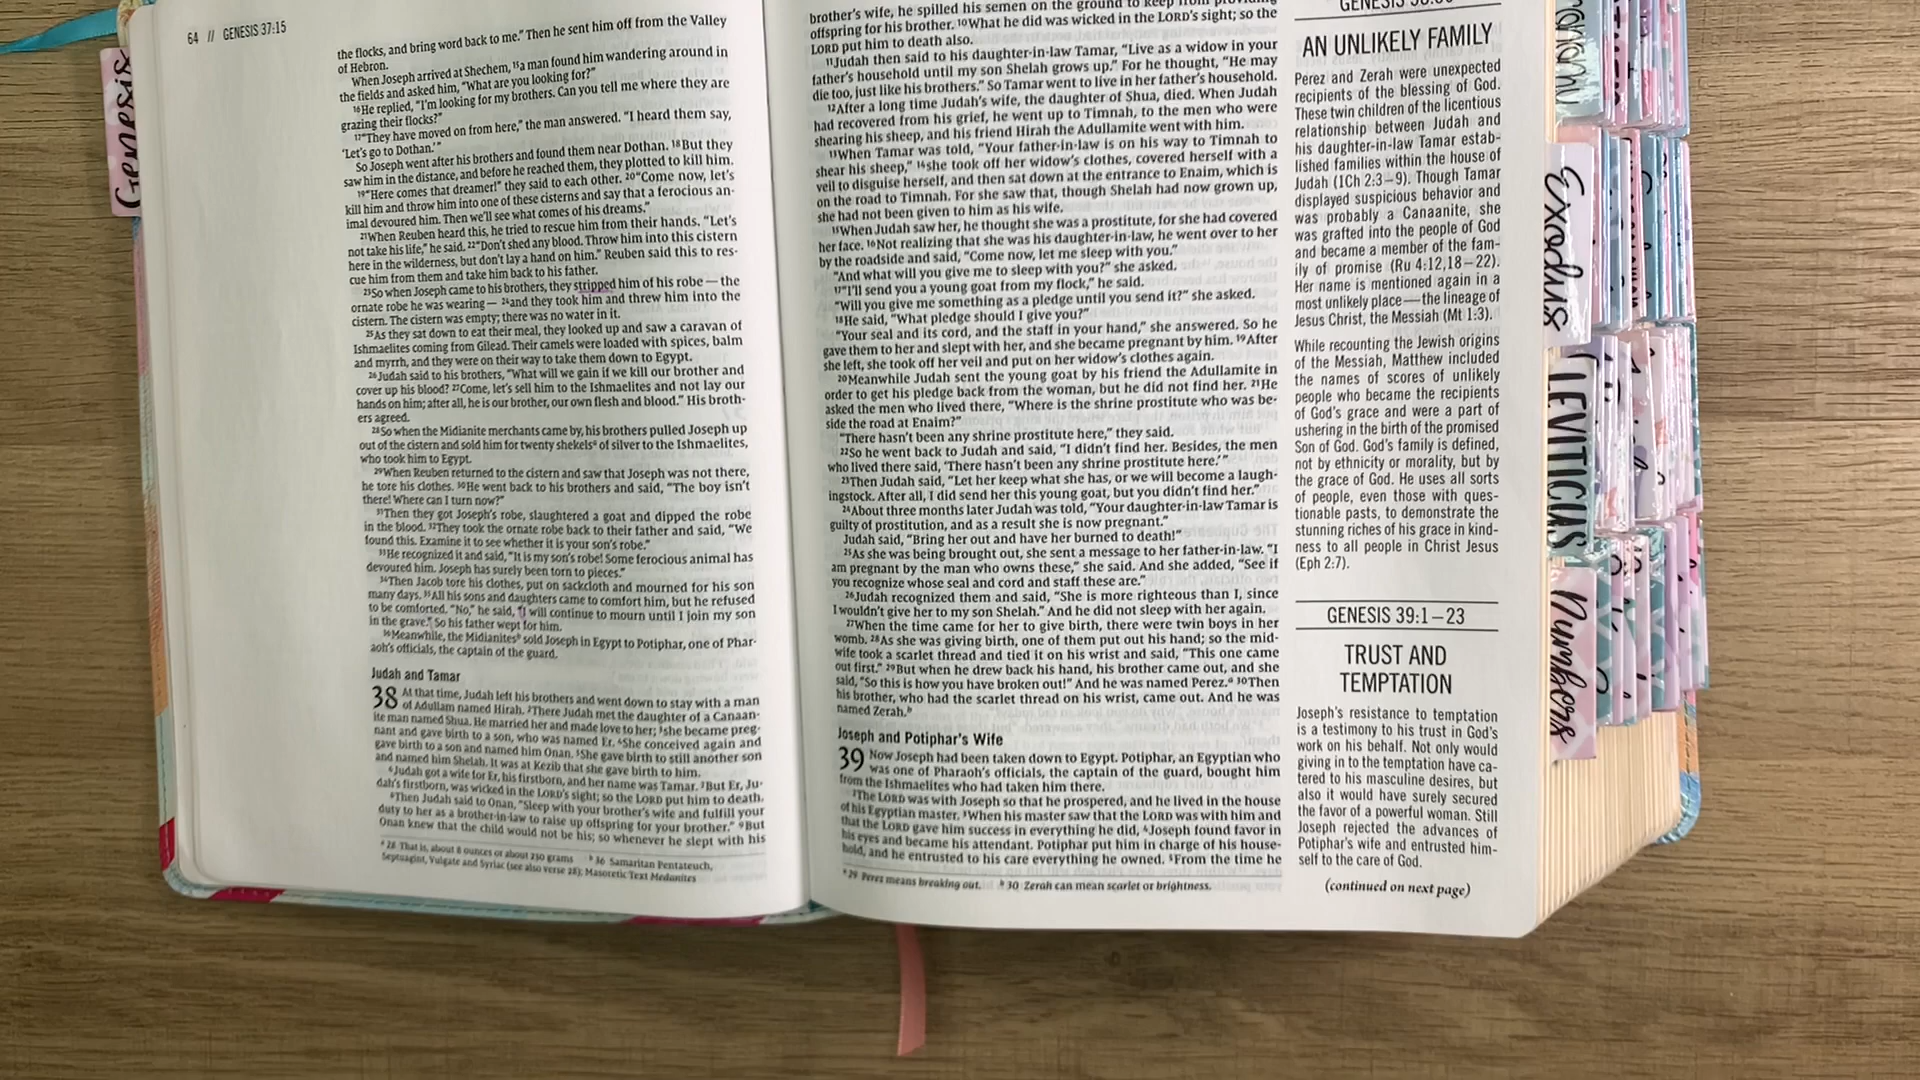 64 // GENESIS 37:15
the flocks, and bring word back to me." Then he sent him off from the Valley
of Hebron.
When Joseph arrived at Shechem, 15a man found him wandering around in
the fields and asked him, "What are you looking for?"
16He replied, "I'm looking for my brothers. Can you tell me where they are
grazing their flocks?"
17"They have moved on from here," the man answered. "I heard them say,
'Let's go to Dothan.'"
So Joseph went after his brothers and found them near Dothan. 18But they
saw him in the distance, and before he reached them, they plotted to kill him.
19"Here comes that dreamer!" they said to each other. 20"Come now, let's
kill him and throw him into one of these cisterns and say that a ferocious an-
imal devoured him. Then we'll see what comes of his dreams."
21When Reuben heard this, he tried to rescue him from their hands. "Let's
not take his life," he said. 22"Don't shed any blood. Throw him into this cistern
here in the wilderness, but don't lay a hand on him." Reuben said this to res-
cue him from them and take him back to his father.
23So when Joseph came to his brothers, they stripped him of his robe — the
ornate robe he was wearing — 24and they took him and threw him into the
cistern. The cistern was empty; there was no water in it.
25As they sat down to eat their meal, they looked up and saw a caravan of
Ishmaelites coming from Gilead. Their camels were loaded with spices, balm
and myrrh, and they were on their way to take them down to Egypt.
26Judah said to his brothers, "What will we gain if we kill our brother and
cover up his blood? 27Come, let's sell him to the Ishmaelites and not lay our
hands on him; after all, he is our brother, our own flesh and blood." His broth-
ers agreed.
28So when the Midianite merchants came by, his brothers pulled Joseph up
out of the cistern and sold him for twenty shekelsa of silver to the Ishmaelites,
who took him to Egypt.
29When Reuben returned to the cistern and saw that Joseph was not there,
he tore his clothes. 30He went back to his brothers and said, "The boy isn't
there! Where can I turn now?"
31Then they got Joseph's robe, slaughtered a goat and dipped the robe
in the blood. 32They took the ornate robe back to their father and said, "We
found this. Examine it to see whether it is your son's robe."
33He recognized it and said, "It is my son's robe! Some ferocious animal has
devoured him. Joseph has surely been torn to pieces."
34Then Jacob tore his clothes, put on sackcloth and mourned for his son
many days. 35All his sons and daughters came to comfort him, but he refused
to be comforted. "No," he said, "I will continue to mourn until I join my son
in the grave." So his father wept for him.
36Meanwhile, the Midianitesb sold Joseph in Egypt to Potiphar, one of Phar-
aoh's officials, the captain of the guard.
Judah and Tamar
38 At that time, Judah left his brothers and went down to stay with a man
of Adullam named Hirah. 2There Judah met the daughter of a Canaan-
ite man named Shua. He married her and made love to her; 3she became preg-
nant and gave birth to a son, who was named Er. 4She conceived again and
gave birth to a son and named him Onan. 5She gave birth to still another son
and named him Shelah. It was at Kezib that she gave birth to him.
6Judah got a wife for Er, his firstborn, and her name was Tamar. 7But Er, Ju-
dah's firstborn, was wicked in the LORD's sight; so the LORD put him to death.
8Then Judah said to Onan, "Sleep with your brother's wife and fulfill your
duty to her as a brother-in-law to raise up offspring for your brother." 9But
Onan knew that the child would not be his; so whenever he slept with his
a 28 That is, about 8 ounces or about 230 grams b 36 Samaritan Pentateuch,
Septuagint, Vulgate and Syriac (see also verse 28); Masoretic Text Medanites
brother's wife, he spilled his semen on the ground to keep from providing
offspring for his brother. 10What he did was wicked in the LORD's sight; so the
LORD put him to death also.
11Judah then said to his daughter-in-law Tamar, "Live as a widow in your
father's household until my son Shelah grows up." For he thought, "He may
die too, just like his brothers." So Tamar went to live in her father's household.
12After a long time Judah's wife, the daughter of Shua, died. When Judah
had recovered from his grief, he went up to Timnah, to the men who were
shearing his sheep, and his friend Hirah the Adullamite went with him.
13When Tamar was told, "Your father-in-law is on his way to Timnah to
shear his sheep," 14she took off her widow's clothes, covered herself with a
veil to disguise herself, and then sat down at the entrance to Enaim, which is
on the road to Timnah. For she saw that, though Shelah had now grown up,
she had not been given to him as his wife.
15When Judah saw her, he thought she was a prostitute, for she had covered
her face. 16Not realizing that she was his daughter-in-law, he went over to her
by the roadside and said, "Come now, let me sleep with you."
"And what will you give me to sleep with you?" she asked.
17"I'll send you a young goat from my flock," he said.
"Will you give me something as a pledge until you send it?" she asked.
18He said, "What pledge should I give you?"
"Your seal and its cord, and the staff in your hand," she answered. So he
gave them to her and slept with her, and she became pregnant by him. 19After
she left, she took off her veil and put on her widow's clothes again.
20Meanwhile Judah sent the young goat by his friend the Adullamite in
order to get his pledge back from the woman, but he did not find her. 21He
asked the men who lived there, "Where is the shrine prostitute who was be-
side the road at Enaim?"
"There hasn't been any shrine prostitute here," they said.
22So he went back to Judah and said, "I didn't find her. Besides, the men
who lived there said, 'There hasn't been any shrine prostitute here.'"
23Then Judah said, "Let her keep what she has, or we will become a laugh-
ingstock. After all, I did send her this young goat, but you didn't find her."
24About three months later Judah was told, "Your daughter-in-law Tamar is
guilty of prostitution, and as a result she is now pregnant."
Judah said, "Bring her out and have her burned to death!"
25As she was being brought out, she sent a message to her father-in-law. "I
am pregnant by the man who owns these," she said. And she added, "See if
you recognize whose seal and cord and staff these are."
26Judah recognized them and said, "She is more righteous than I, since
I wouldn't give her to my son Shelah." And he did not sleep with her again.
27When the time came for her to give birth, there were twin boys in her
womb. 28As she was giving birth, one of them put out his hand; so the mid-
wife took a scarlet thread and tied it on his wrist and said, "This one came
out first." 29But when he drew back his hand, his brother came out, and she
said, "So this is how you have broken out!" And he was named Perez.a 30Then
his brother, who had the scarlet thread on his wrist, came out. And he was
named Zerah.b
Joseph and Potiphar's Wife
39 Now Joseph had been taken down to Egypt. Potiphar, an Egyptian who
was one of Pharaoh's officials, the captain of the guard, bought him
from the Ishmaelites who had taken him there.
2The LORD was with Joseph so that he prospered, and he lived in the house
of his Egyptian master. 3When his master saw that the LORD was with him and
that the LORD gave him success in everything he did, 4Joseph found favor in
his eyes and became his attendant. Potiphar put him in charge of his house-
hold, and he entrusted to his care everything he owned. 5From the time he
a 29 Perez means breaking out. b 30 Zerah can mean scarlet or brightness.
AN UNLIKELY FAMILY
Perez and Zerah were unexpected
recipients of the blessing of God.
These twin children of the licentious
relationship between Judah and
his daughter-in-law Tamar estab-
lished families within the house of
Judah (1Ch 2:3–9). Though Tamar
displayed suspicious behavior and
was probably a Canaanite, she
was grafted into the people of God
and became a member of the fam-
ily of promise (Ru 4:12,18–22).
Her name is mentioned again in a
most unlikely place—the lineage of
Jesus Christ, the Messiah (Mt 1:3).
While recounting the Jewish origins
of the Messiah, Matthew included
the names of scores of unlikely
people who became the recipients
of God's grace and were a part of
ushering in the birth of the promised
Son of God. God's family is defined,
not by ethnicity or morality, but by
the grace of God. He uses all sorts
of people, even those with ques-
tionable pasts, to demonstrate the
stunning riches of his grace in kind-
ness to all people in Christ Jesus
(Eph 2:7).
GENESIS 39:1–23
TRUST AND
TEMPTATION
Joseph's resistance to temptation
is a testimony to his trust in God's
work on his behalf. Not only would
giving in to the temptation have ca-
tered to his masculine desires, but
also it would have surely secured
the favor of a powerful woman. Still
Joseph rejected the advances of
Potiphar's wife and entrusted him-
self to the care of God.
(continued on next page)
Genesis
Exodus
LEVITICUS
Numbers